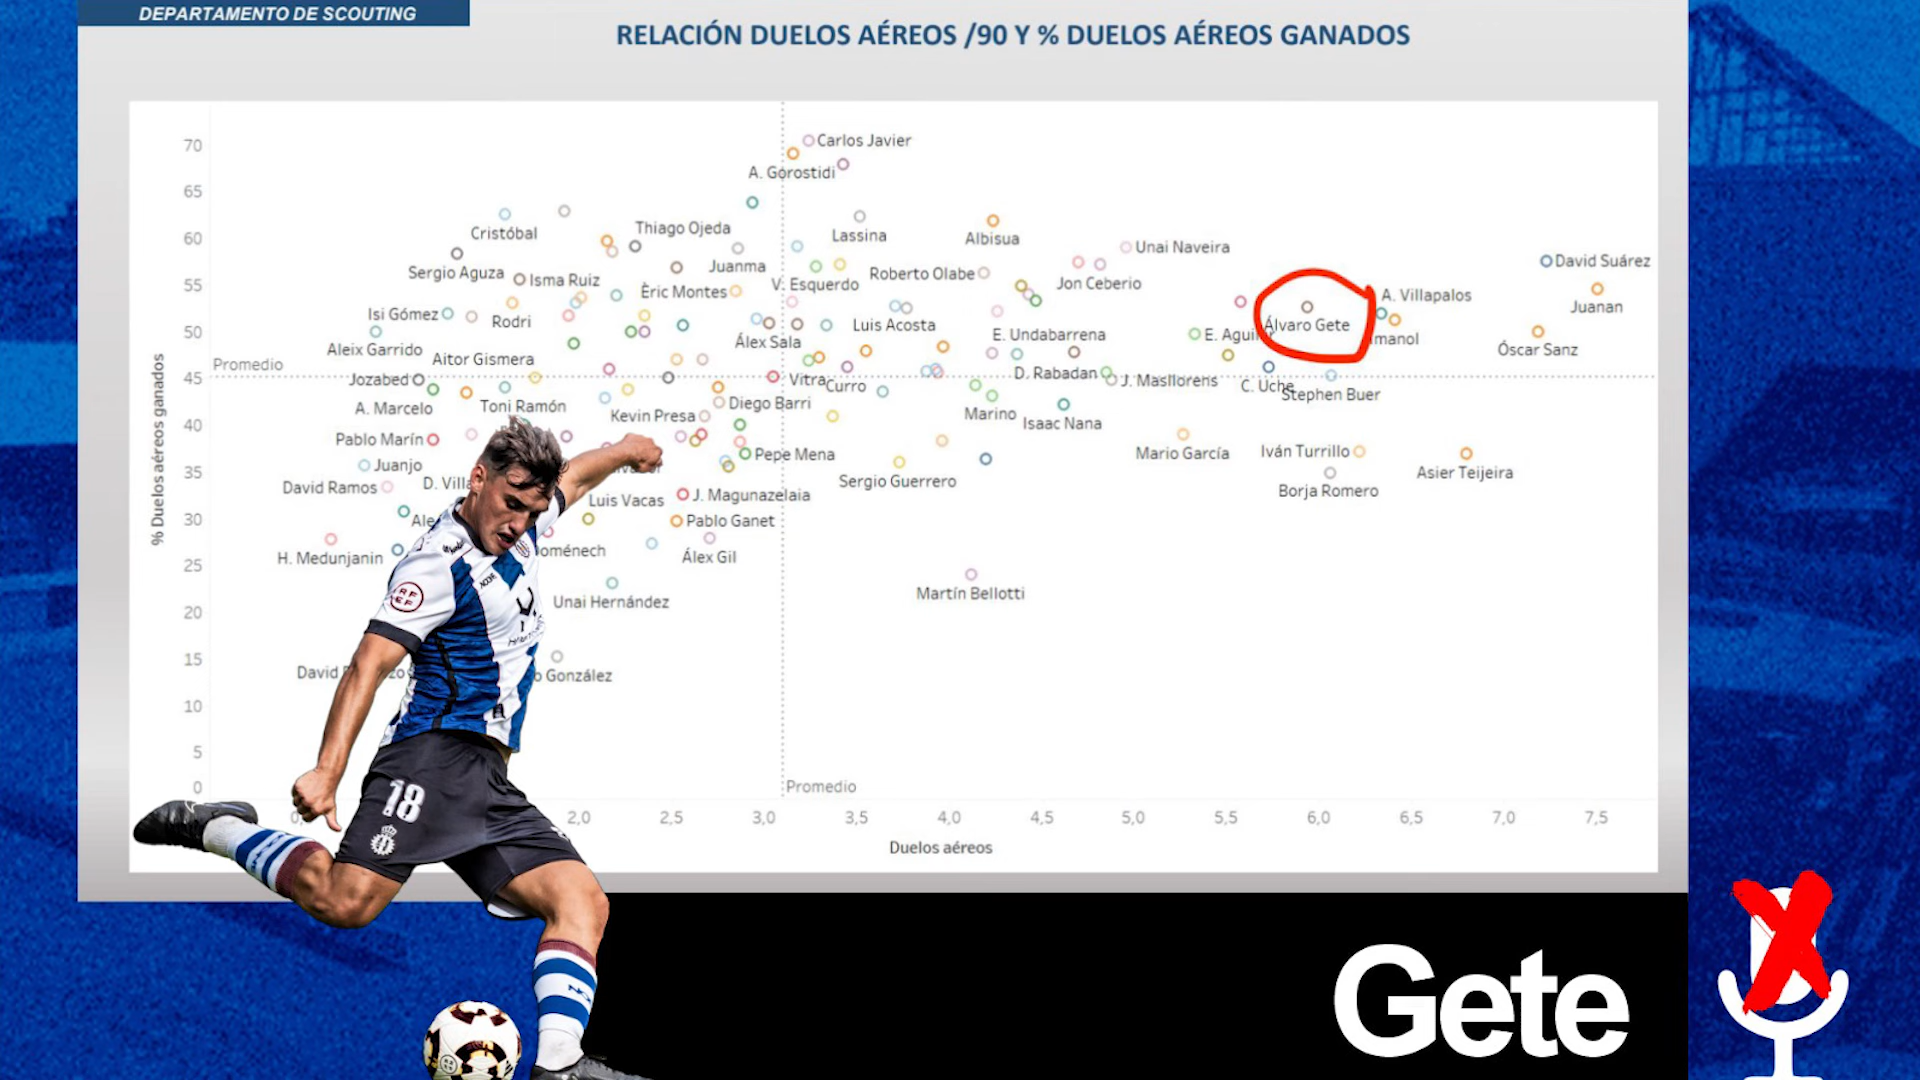 DEPARTAMENTO DE SCOUTING
RELACIÓN DUELOS AÉREOS /90 Y % DUELOS AÉREOS GANADOS
70
65
60
55
50
45
40
35
30
25
20
15
10
5
0
% Duelos aéreos ganados
Promedio
Carlos Javier
A. Gorostidi
Cristóbal
Thiago Ojeda
Lassina
Albisua
Unai Naveira
Sergio Aguza
Isma Ruiz
Juanma
Roberto Olabe
Jon Ceberio
David Suárez
Èric Montes
V. Esquerdo
A. Villapalos
Juanan
Isi Gómez
Rodri
Luis Acosta
E. Undabarrena
Álvaro Gete
Óscar Sanz
Aleix Garrido
Aitor Gismera
Álex Sala
Jozabed
Vitra
Curro
D. Rabadan
J. Masllorens
C. Uche
Stephen Buer
A. Marcelo
Toni Ramón
Kevin Presa
Diego Barri
Marino
Isaac Nana
Pablo Marín
Pepe Mena
Mario García
Iván Turrillo
Juanjo
Sergio Guerrero
Asier Teijeira
David Ramos
D. Villa
Luis Vacas
J. Magunazelaia
Borja Romero
Pablo Ganet
H. Medunjanin
Álex Gil
Unai Hernández
Martín Bellotti
David
González
Promedio
2,0
2,5
3,0
3,5
4,0
4,5
5,0
5,5
6,0
6,5
7,0
7,5
Duelos aéreos
18
Gete